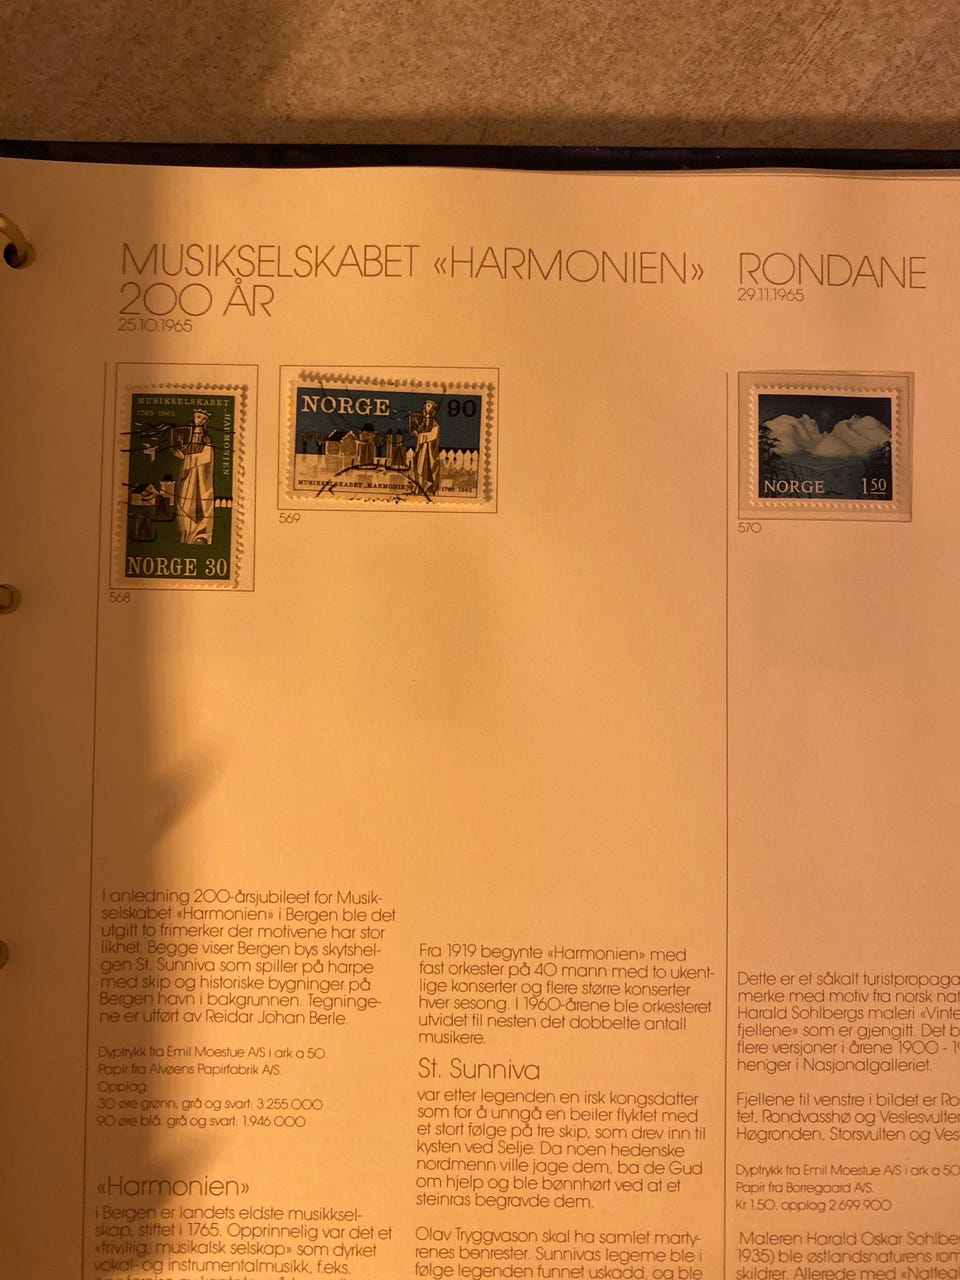 MUSIKSELSKABET «HARMONIEN»
200 ÅR
25.10.1965
RONDANE
29.11.1965
MUSIKSELSKABET
1765 1965
„HARMONIEN"
NORGE 30
568
NORGE 90
MUSIKSELSKABET „HARMONIEN" 1765-1965
569
NORGE 1 50
570
I anledning 200-årsjubileet for Musik-
selskabet «Harmonien» i Bergen ble det
utgitt to frimerker der motivene har stor
likhet. Begge viser Bergen bys skytshel-
gen St. Sunniva som spiller på harpe
med skip og historiske bygninger på
Bergen havn i bakgrunnen. Tegninge-
ne er utført av Reidar Johan Berle.
Dyptrykk fra Emil Moestue A/S i ark a 50.
Papir fra Alvøens Papirfabrik A/S.
Opplag:
30 øre grønn, grå og svart: 3.255.000
90 øre blå, grå og svart: 1.946.000
«Harmonien»
i Bergen er landets eldste musikksel-
skap, stiftet i 1765. Opprinnelig var det et
«frivillig, musikalsk selskap» som dyrket
vokal- og instrumentalmusikk, f.eks.
Fra 1919 begynte «Harmonien» med
fast orkester på 40 mann med to ukent-
lige konserter og flere større konserter
hver sesong. I 1960-årene ble orkesteret
utvidet til nesten det dobbelte antall
musikere.
St. Sunniva
var etter legenden en irsk kongsdatter
som for å unngå en beiler flyktet med
et stort følge på tre skip, som drev inn til
kysten ved Selje. Da noen hedenske
nordmenn ville jage dem, ba de Gud
om hjelp og ble bønnhørt ved at et
steinras begravde dem.
Olav Tryggvason skal ha samlet marty-
renes benrester. Sunnivas legeme ble i
følge legenden funnet uskadd, og ble
Dette er et såkalt turistpropaga
merke med motiv fra norsk nat
Harald Sohlbergs maleri «Vinte
fjellene» som er gjengitt. Det b
flere versjoner i årene 1900 - 19
henger i Nasjonalgalleriet.
Fjellene til venstre i bildet er Ro
tet, Rondvasshø og Veslesvulten
Høgronden, Storsvulten og Ves
Dyptrykk fra Emil Moestue A/S i ark a 50
Papir fra Borregaard A/S.
Kr 1,50, opplag 2.699.900
Maleren Harald Oskar Sohlber
1935) ble østlandsnaturens rom
skildrer. Allerede med «Natteg